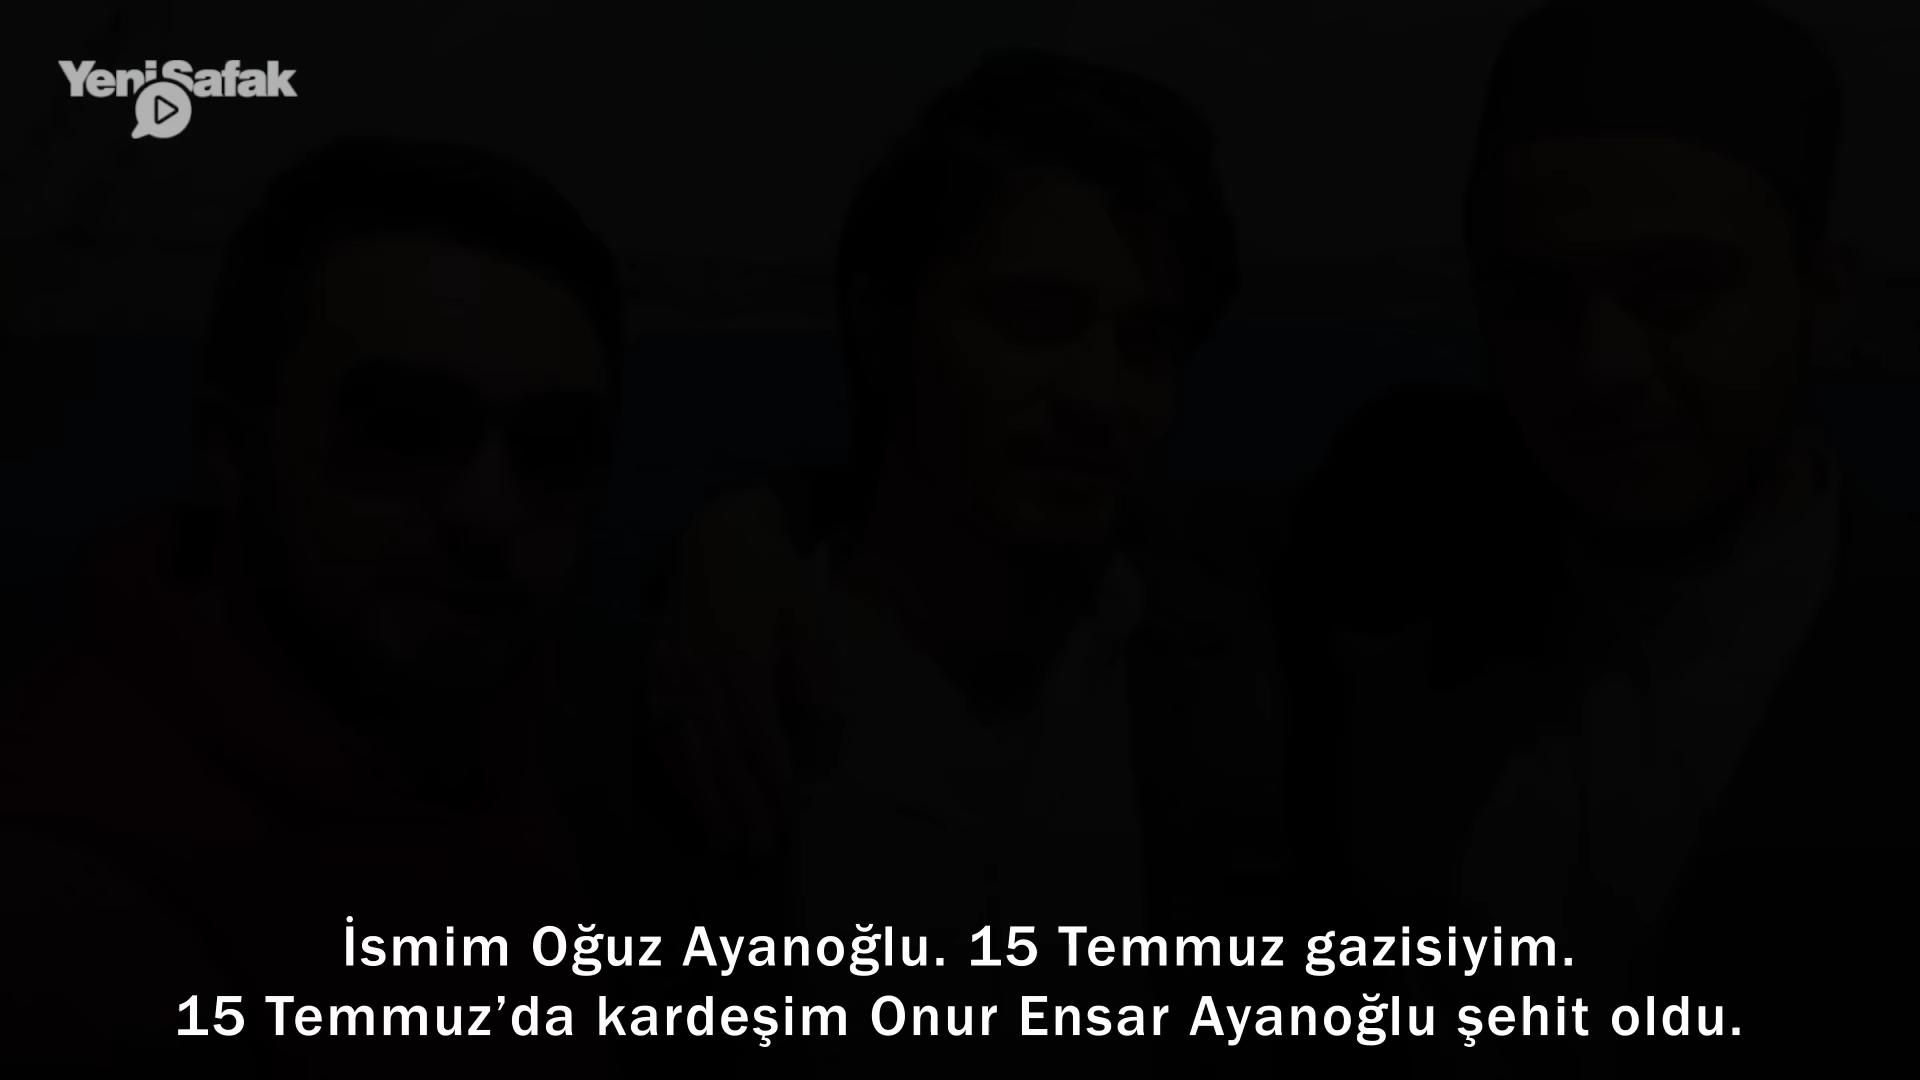 YeniŞafak
İsmim Oğuz Ayanoğlu. 15 Temmuz gazisiyim.
15 Temmuz’da kardeşim Onur Ensar Ayanoğlu şehit oldu.